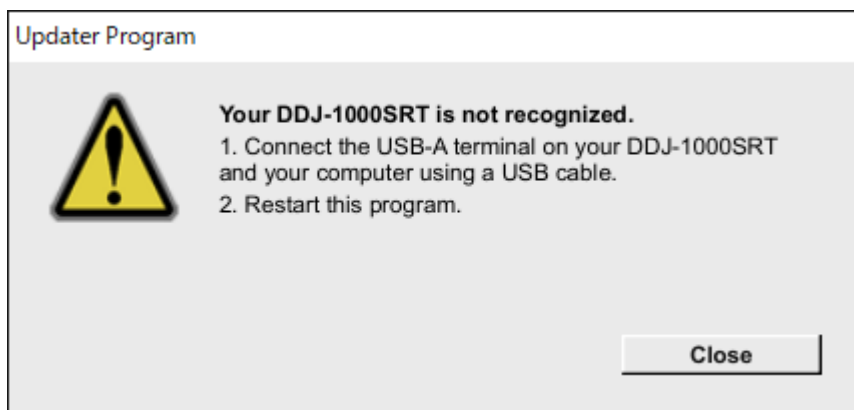 Updater Program
Your DDJ-1000SRT is not recognized.
1. Connect the USB-A terminal on your DDJ-1000SRT
and your computer using a USB cable.
2. Restart this program.
Close